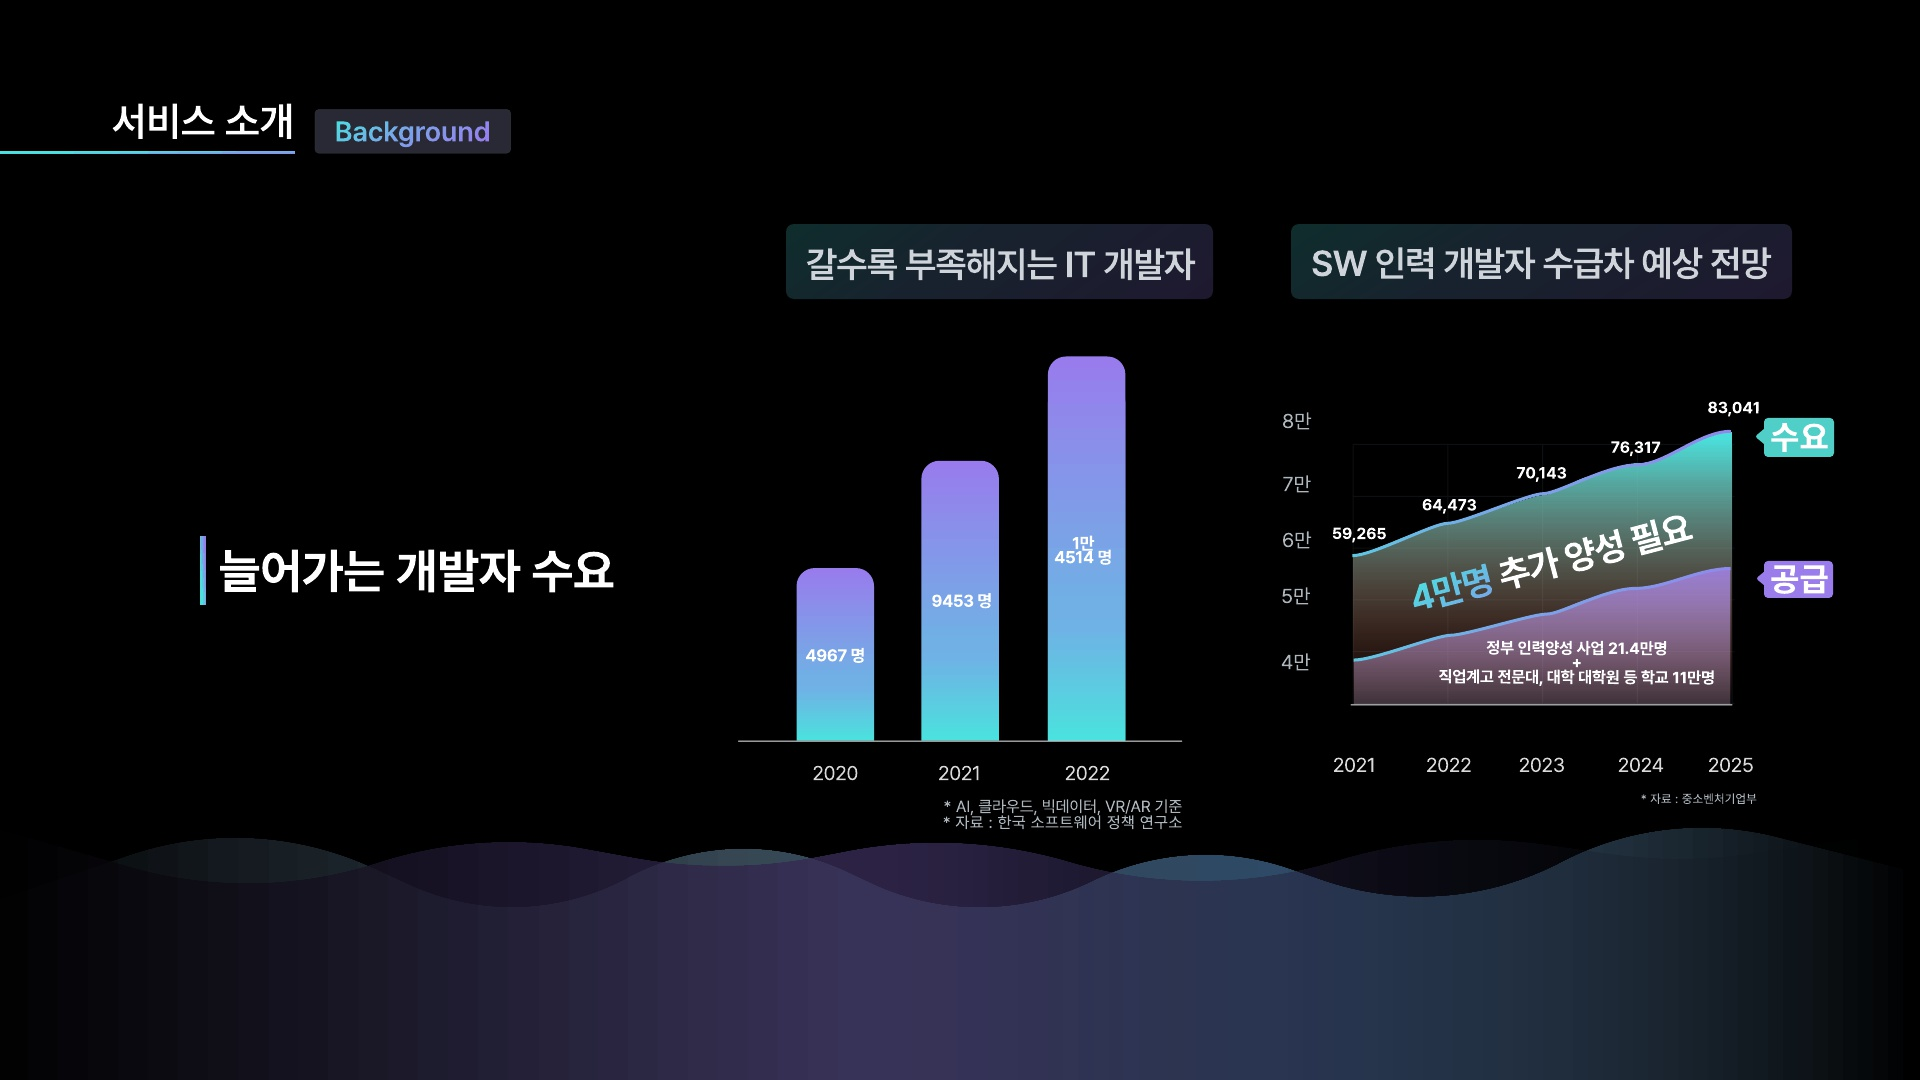 서비스 소개
Background
늘어가는 개발자 수요
갈수록 부족해지는 IT 개발자
4967 명
9453 명
1만
4514 명
2020
2021
2022
* AI, 클라우드, 빅데이터, VR/AR 기준
* 자료 : 한국 소프트웨어 정책 연구소
SW 인력 개발자 수급차 예상 전망
8만
7만
6만
5만
4만
59,265
64,473
70,143
76,317
83,041
수요
공급
4만명 추가 양성 필요
정부 인력양성 사업 21.4만명
+
직업계고 전문대, 대학 대학원 등 학교 11만명
2021
2022
2023
2024
2025
* 자료 : 중소벤처기업부